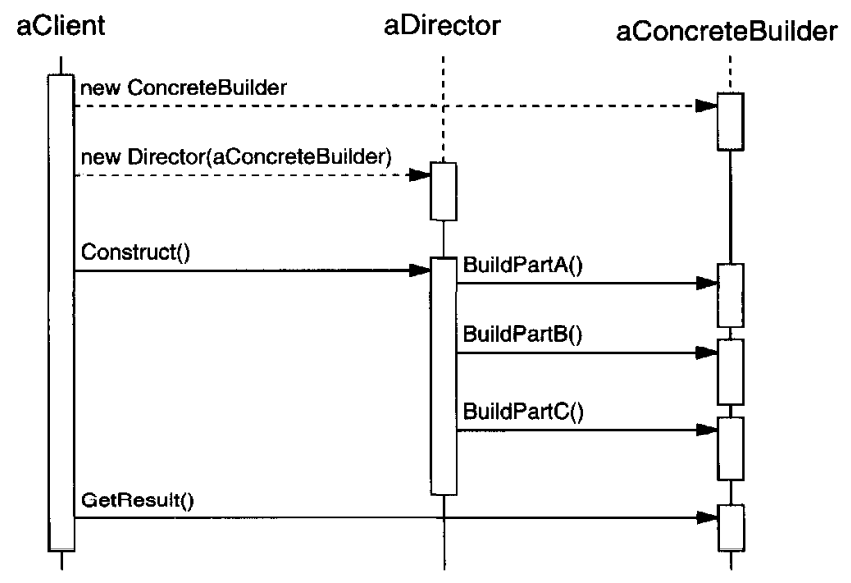 aClient
aDirector
aConcreteBuilder
new ConcreteBuilder
new Director(aConcreteBuilder)
Construct()
BuildPartA()
BuildPartB()
BuildPartC()
GetResult()